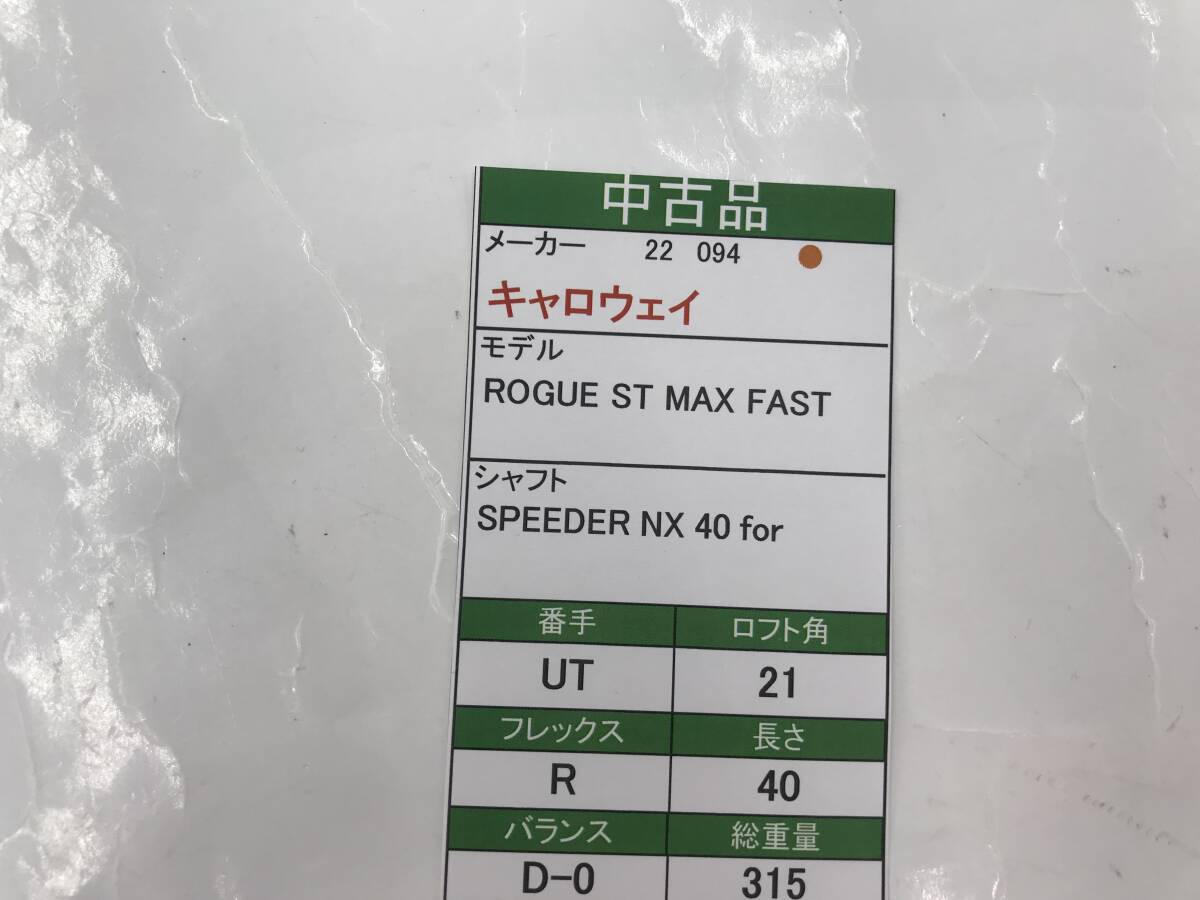 中古品
メーカー 22 094
キャロウェイ
モデル
ROGUE ST MAX FAST
シャフト
SPEEDER NX 40 for
番手 ロフト角
UT 21
フレックス 長さ
R 40
バランス 総重量
D-0 315